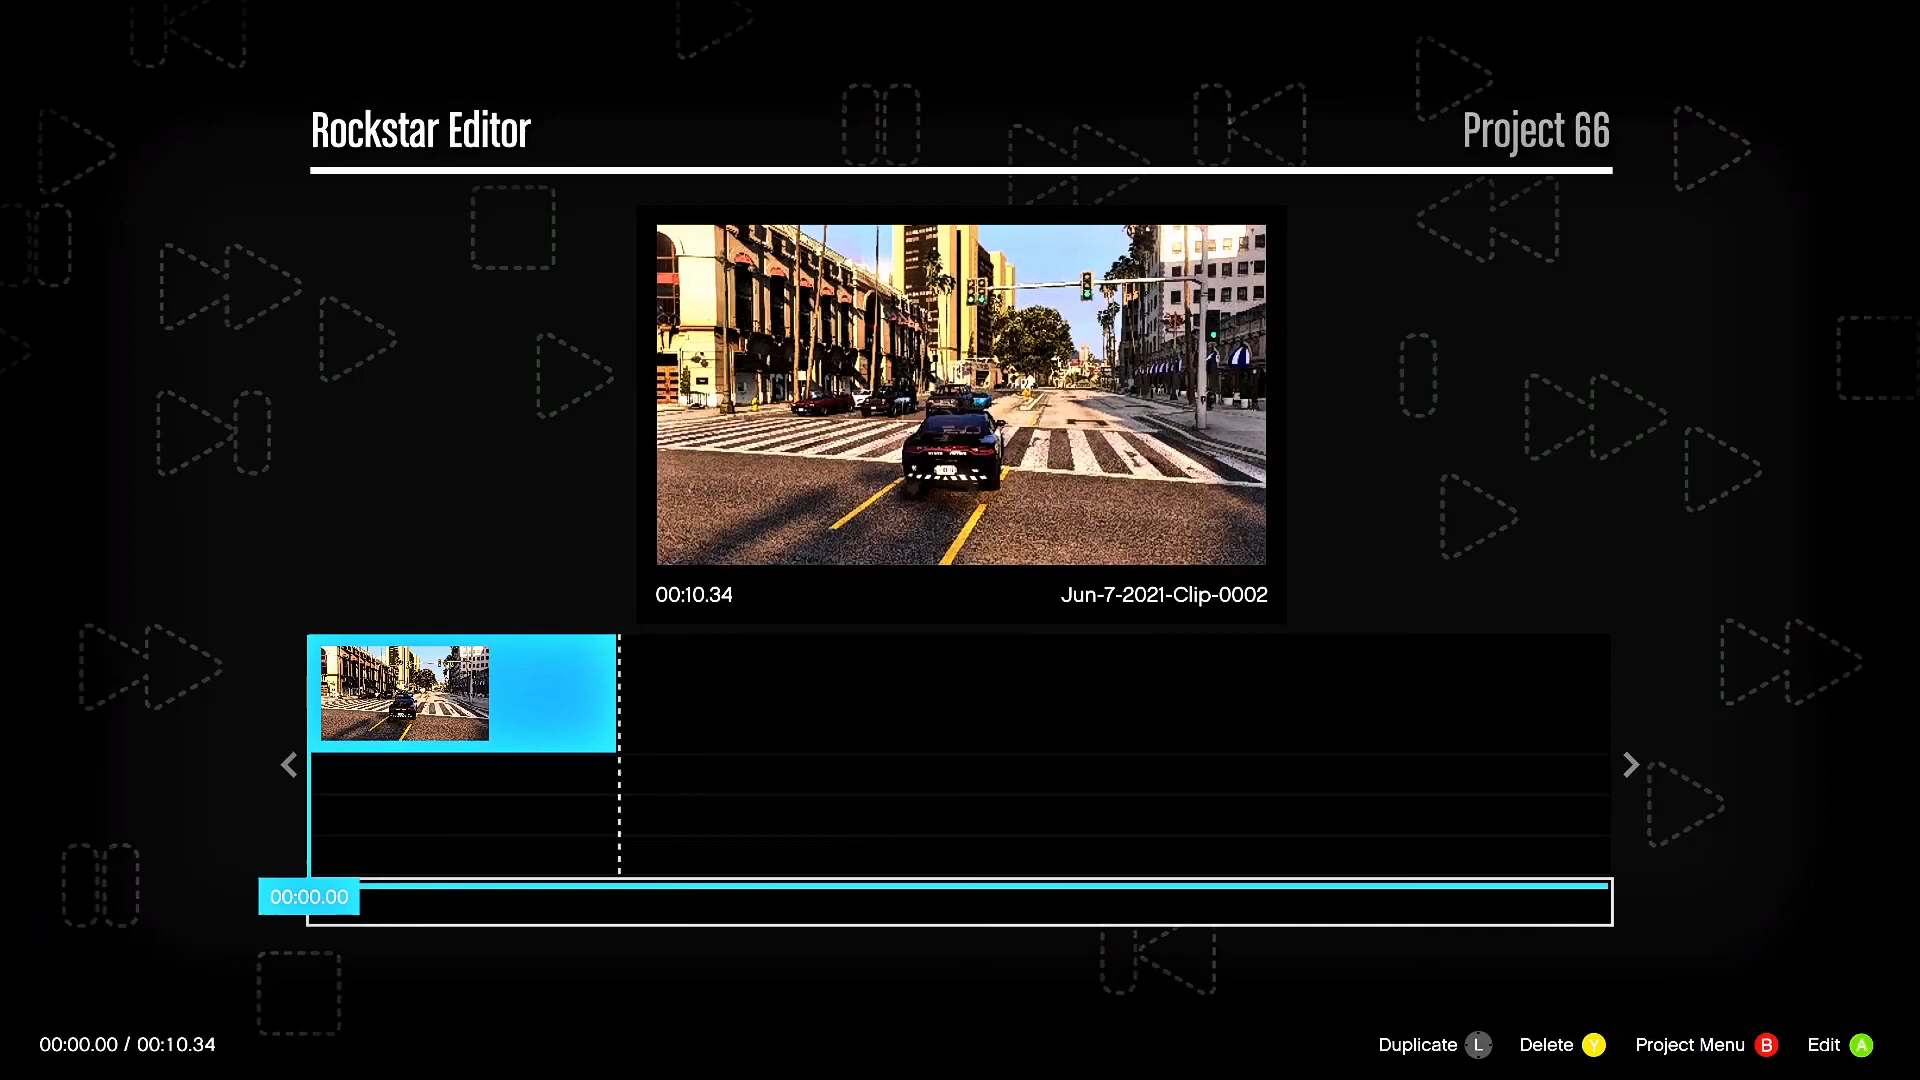 Rockstar Editor
Project 66
00:10.34
Jun-7-2021-Clip-0002
00:00.00
00:00.00 / 00:10.34
Duplicate L
Delete Y
Project Menu B
Edit A